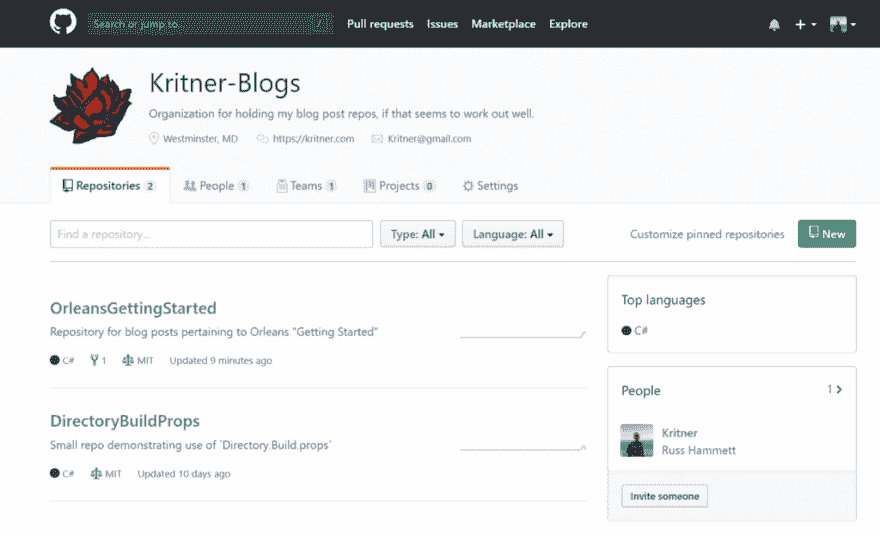 Search or jump to... /
Pull requests Issues Marketplace Explore
Kritner-Blogs
Organization for holding my blog post repos, if that seems to work out well.
Westminster, MD https://kritner.com Kritner@gmail.com
Repositories 2 People 1 Teams 1 Projects 0 Settings
Find a repository... Type: All Language: All Customize pinned repositories New
OrleansGettingStarted
Repository for blog posts pertaining to Orleans "Getting Started"
C# 1 MIT Updated 9 minutes ago
DirectoryBuildProps
Small repo demonstrating use of `Directory.Build.props`
C# MIT Updated 10 days ago
Top languages
C#
People 1
Kritner
Russ Hammett
Invite someone